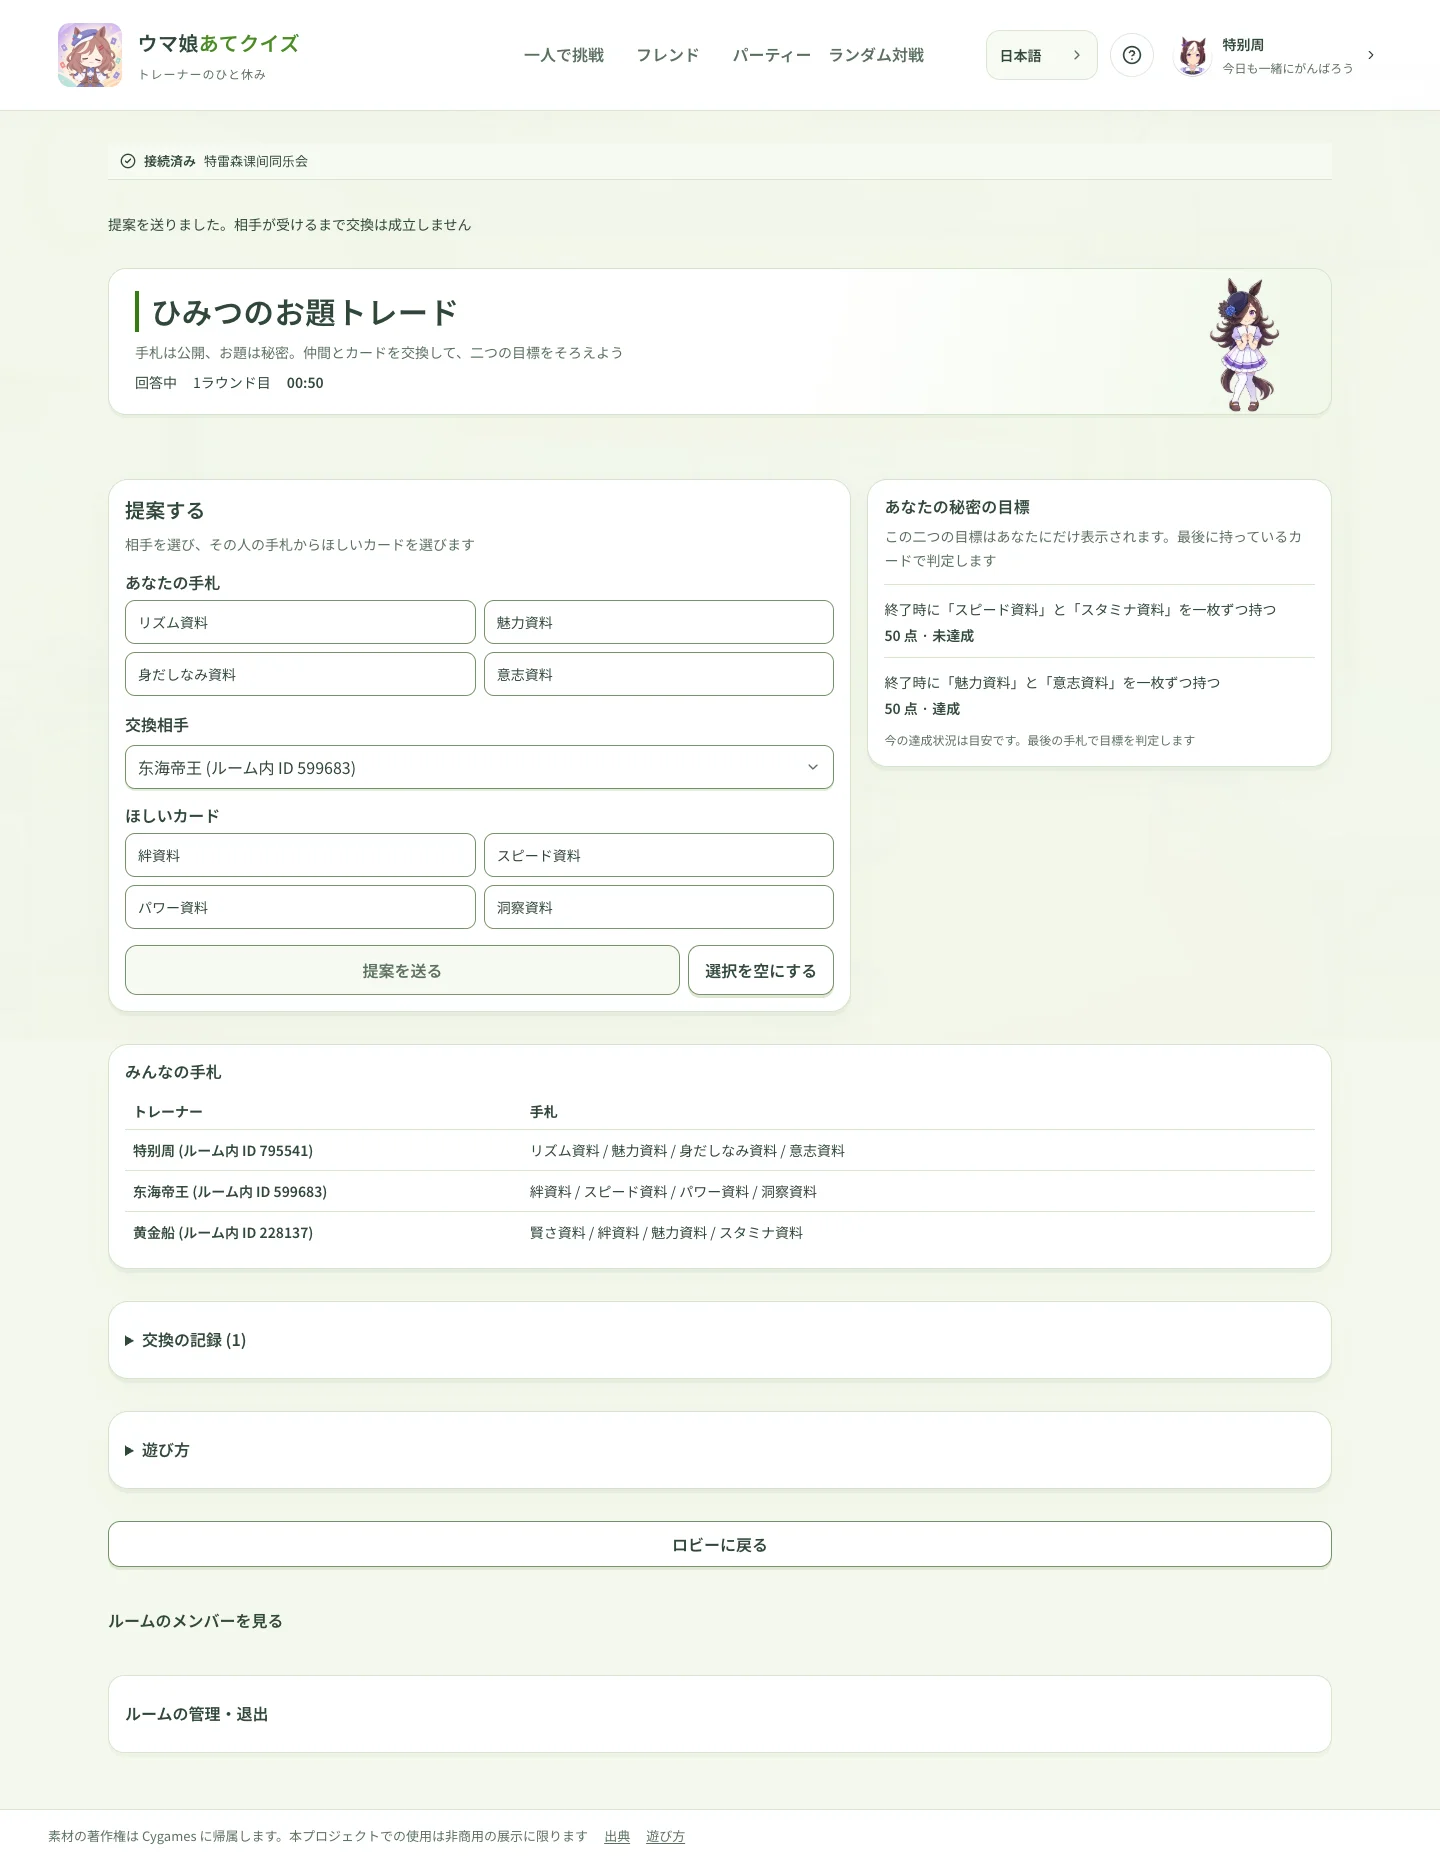 ウマ娘あてクイズ
トレーナーのひと休み
一人で挑戦
フレンド
パーティー
ランダム対戦
日本語
特别周
今日も一緒にがんばろう
接続済み 特雷森课间同乐会
提案を送りました。相手が受けるまで交換は成立しません
ひみつのお題トレード
手札は公開、お題は秘密。仲間とカードを交換して、二つの目標をそろえよう
回答中 1ラウンド目 00:50
提案する
相手を選び、その人の手札からほしいカードを選びます
あなたの手札
リズム資料
魅力資料
身だしなみ資料
意志資料
交換相手
东海帝王 (ルーム内 ID 599683)
ほしいカード
絆資料
スピード資料
パワー資料
洞察資料
提案を送る
選択を空にする
あなたの秘密の目標
この二つの目標はあなたにだけ表示されます。最後に持っているカ
ードで判定します
終了時に「スピード資料」と「スタミナ資料」を一枚ずつ持つ
50 点 · 未達成
終了時に「魅力資料」と「意志資料」を一枚ずつ持つ
50 点 · 達成
今の達成状況は目安です。最後の手札で目標を判定します
みんなの手札
トレーナー 手札
特别周 (ルーム内 ID 795541) リズム資料 / 魅力資料 / 身だしなみ資料 / 意志資料
东海帝王 (ルーム内 ID 599683) 絆資料 / スピード資料 / パワー資料 / 洞察資料
黄金船 (ルーム内 ID 228137) 賢さ資料 / 絆資料 / 魅力資料 / スタミナ資料
交換の記録 (1)
遊び方
ロビーに戻る
ルームのメンバーを見る
ルームの管理・退出
素材の著作権は Cygames に帰属します。本プロジェクトでの使用は非商用の展示に限ります 出典 遊び方